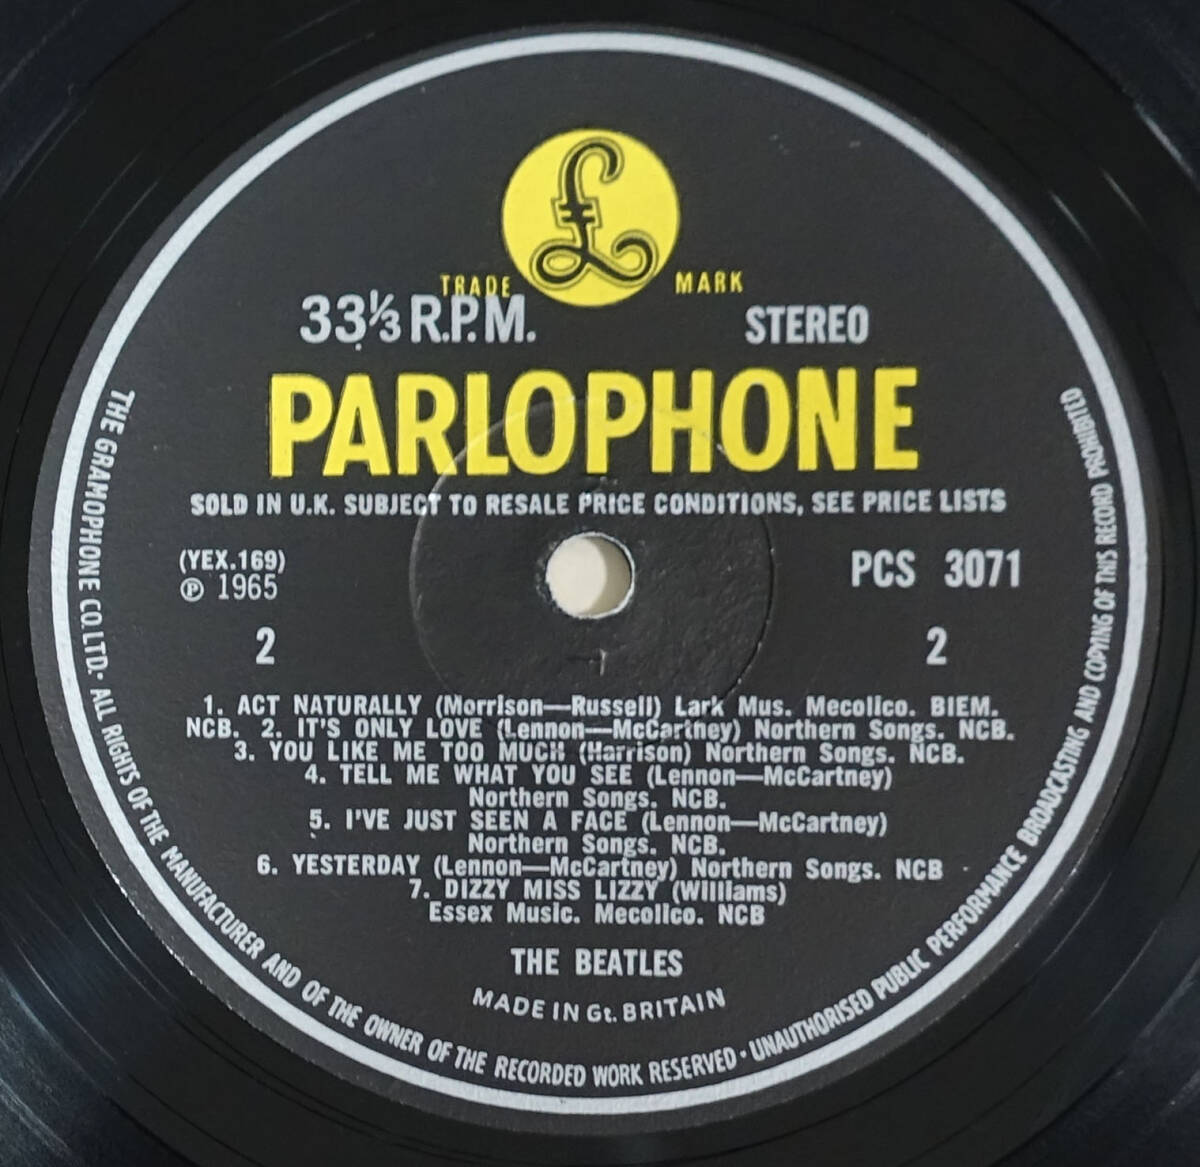 £
TRADE MARK
33⅓ R.P.M. STEREO
PARLOPHONE
SOLD IN U.K. SUBJECT TO RESALE PRICE CONDITIONS, SEE PRICE LISTS
(YEX.169)
℗ 1965
PCS 3071
2 2
1. ACT NATURALLY (Morrison—Russell) Lark Mus. Mecolico. BIEM.
NCB. 2. IT'S ONLY LOVE (Lennon—McCartney) Northern Songs. NCB.
3. YOU LIKE ME TOO MUCH (Harrison) Northern Songs. NCB.
4. TELL ME WHAT YOU SEE (Lennon—McCartney)
Northern Songs. NCB.
5. I'VE JUST SEEN A FACE (Lennon—McCartney)
Northern Songs. NCB.
6. YESTERDAY (Lennon—McCartney) Northern Songs. NCB
7. DIZZY MISS LIZZY (Williams)
Essex Music. Mecolico. NCB
THE BEATLES
MADE IN Gt. BRITAIN
THE GRAMOPHONE CO. LTD. · ALL RIGHTS OF THE MANUFACTURER AND OF THE OWNER OF THE RECORDED WORK RESERVED · UNAUTHORISED PUBLIC PERFORMANCE BROADCASTING AND COPYING OF THIS RECORD PROHIBITED